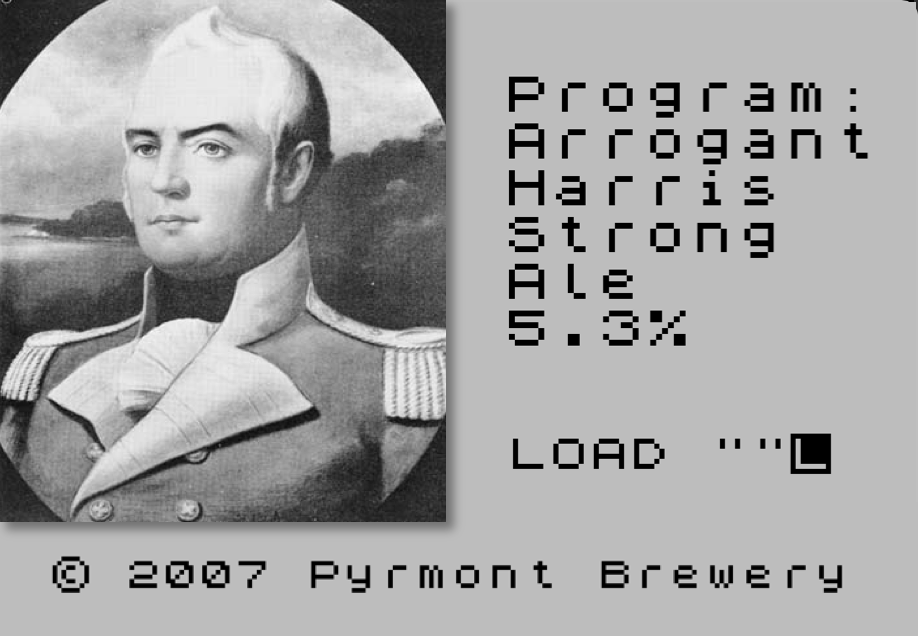 Program:
Arrogant
Harris
Strong
Ale
5.3%
LOAD ""L
© 2007 Pyrmont Brewery